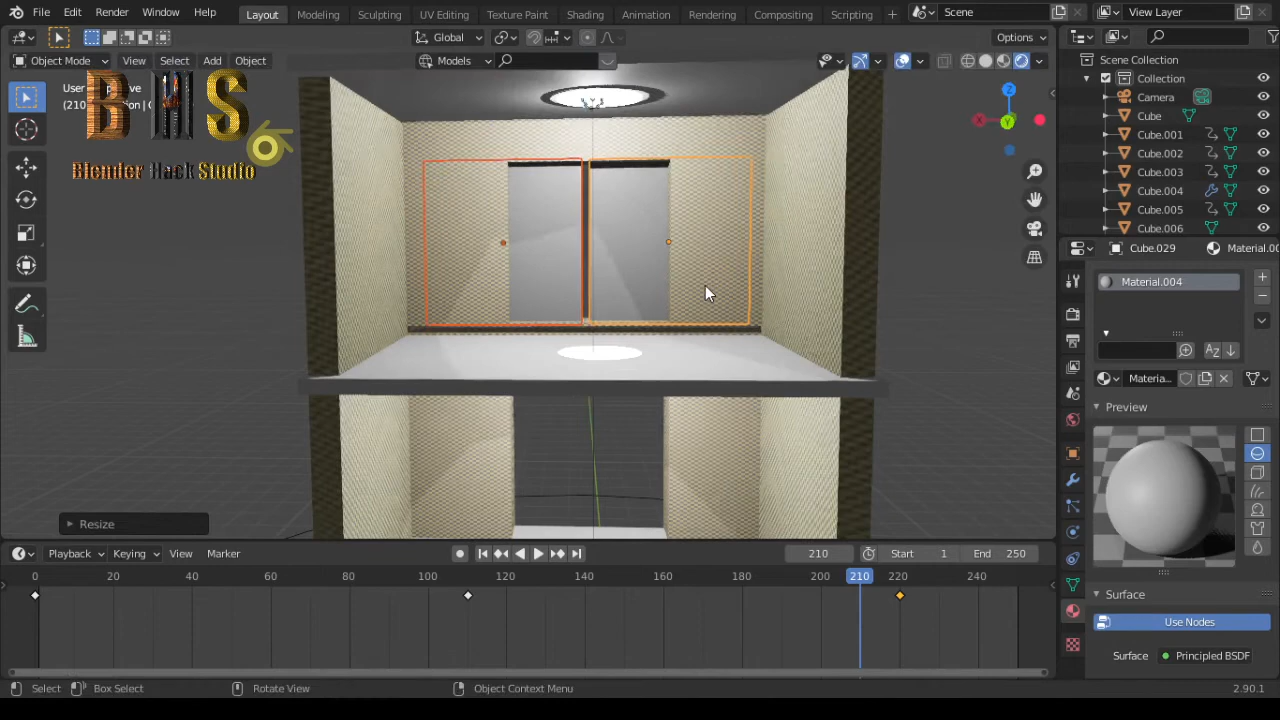 File Edit Render Window Help Layout Modeling Sculpting UV Editing Texture Paint Shading Animation Rendering Compositing Scripting + Scene View Layer
Global Options
Object Mode View Select Add Object Models
BHS
Blender Hack Studio
Scene Collection
Collection
Camera
Cube
Cube.001
Cube.002
Cube.003
Cube.004
Cube.005
Cube.006
Cube.029 Material.00
Material.004
Materia...
Preview
Resize
Playback Keying View Marker 210 Start 1 End 250
0 20 40 60 80 100 120 140 160 180 200 210 220 240
Surface
Use Nodes
Surface Principled BSDF
Select Box Select Rotate View Object Context Menu 2.90.1